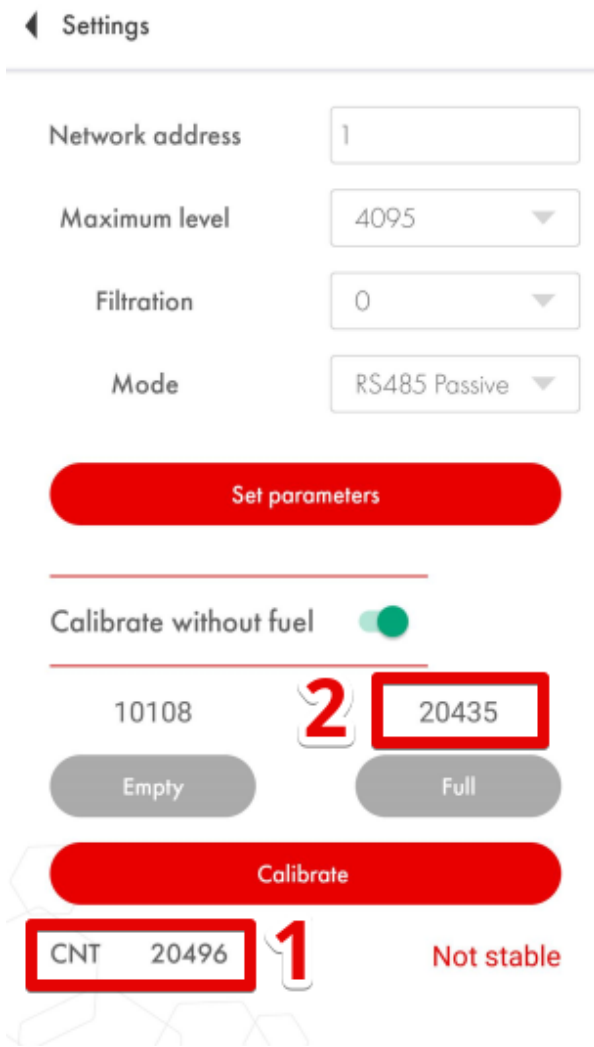 Settings
Network address 1
Maximum level 4095
Filtration 0
Mode RS485 Passive
Set parameters
Calibrate without fuel
10108 2 20435
Empty Full
Calibrate
CNT 20496 1 Not stable